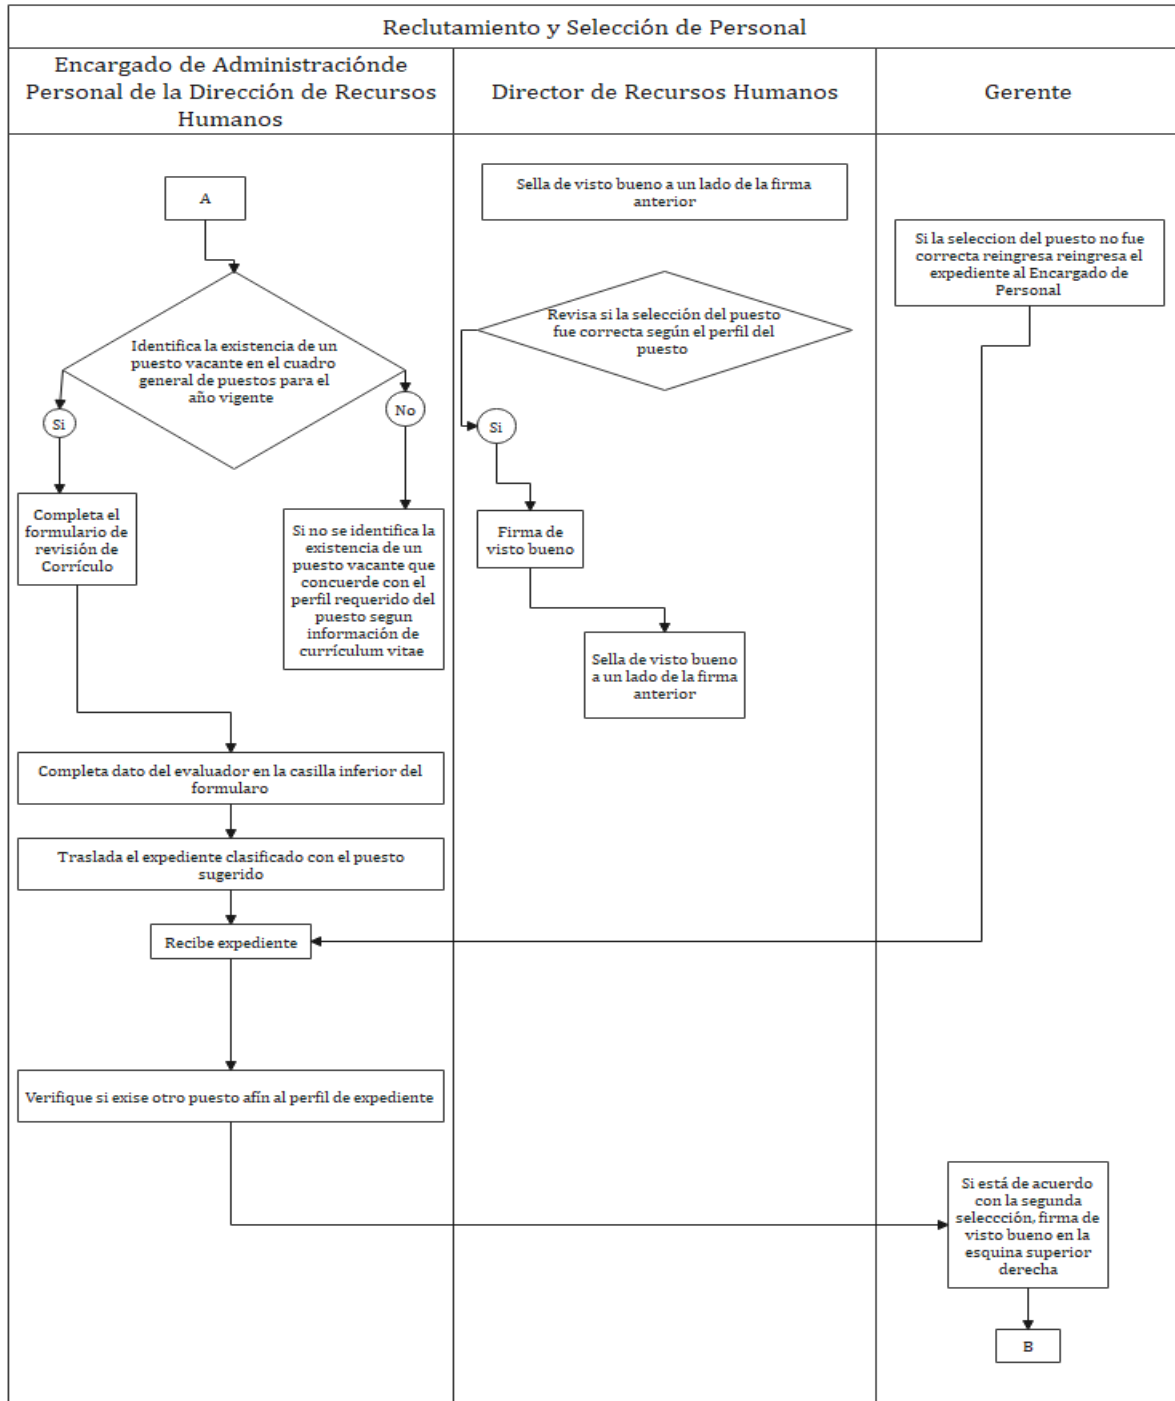 Reclutamiento y Selección de Personal
Encargado de Administraciónde
Personal de la Dirección de Recursos
Humanos
Director de Recursos Humanos
Gerente
A
Identifica la existencia de un
puesto vacante en el cuadro
general de puestos para el
año vigente
Si
No
Completa el
formulario de
revisión de
Corrículo
Si no se identifica la
existencia de un
puesto vacante que
concuerde con el
perfil requerido del
puesto segun
información de
currículum vitae
Completa dato del evaluador en la casilla inferior del
formularo
Traslada el expediente clasificado con el puesto
sugerido
Recibe expediente
Verifique si exise otro puesto afín al perfil de expediente
Sella de visto bueno a un lado de la firma
anterior
Revisa si la selección del puesto
fue correcta según el perfil del
puesto
Si
Firma de
visto bueno
Sella de visto bueno
a un lado de la firma
anterior
Si la seleccion del puesto no fue
correcta reingresa reingresa el
expediente al Encargado de
Personal
Si está de acuerdo
con la segunda
seleccción, firma de
visto bueno en la
esquina superior
derecha
B